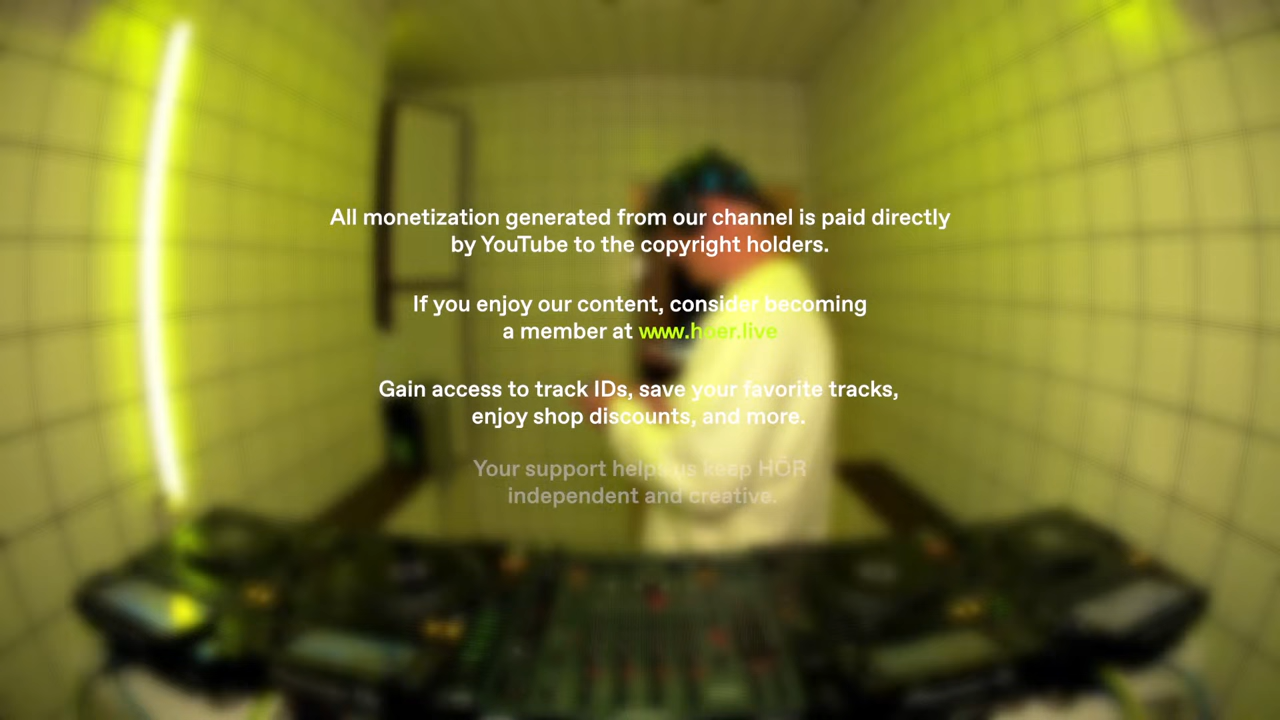 All monetization generated from our channel is paid directly
by YouTube to the copyright holders.
If you enjoy our content, consider becoming
a member at www.hoer.live
Gain access to track IDs, save your favorite tracks,
enjoy shop discounts, and more.
Your support helps us keep HÖR
independent and creative.